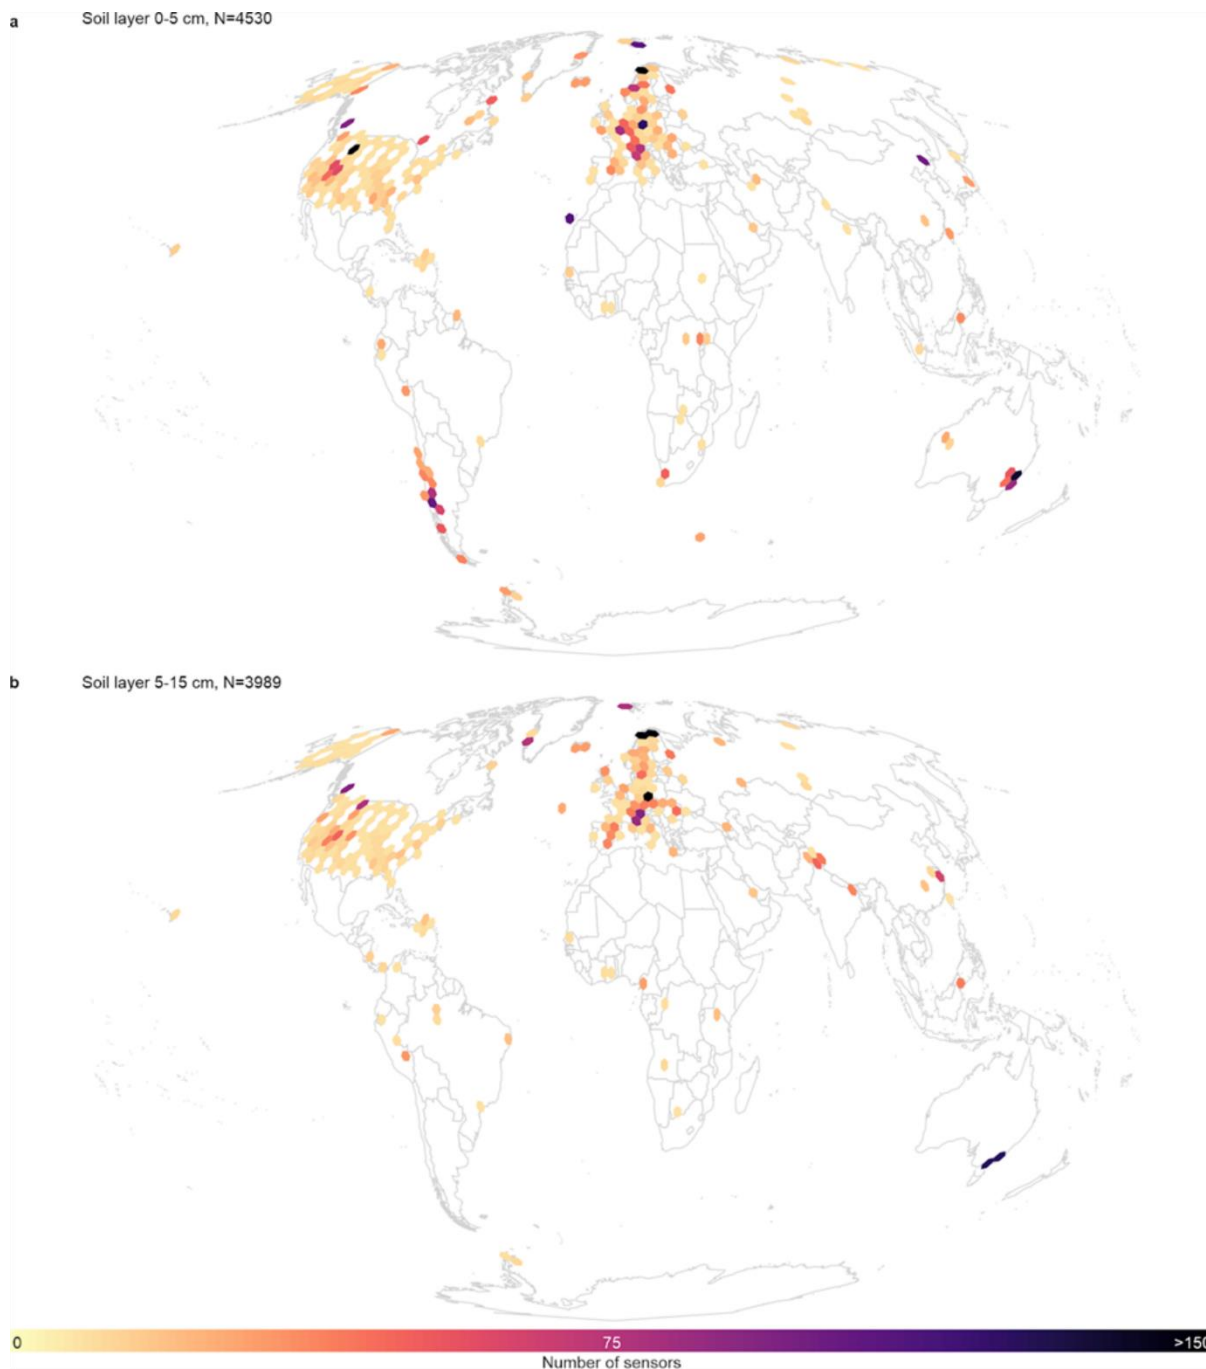 a
Soil layer 0-5 cm, N=4530
b
Soil layer 5-15 cm, N=3989
0
75
>150
Number of sensors